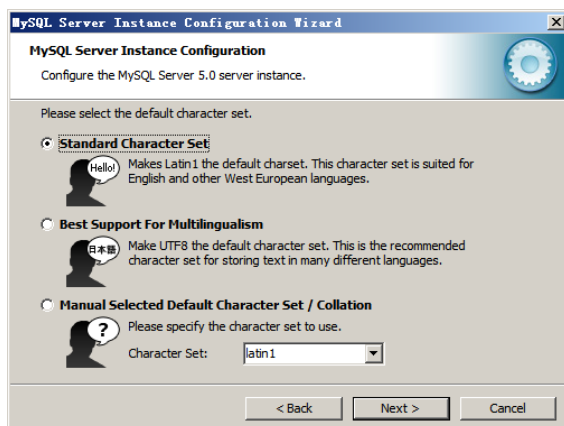 MySQL Server Instance Configuration Wizard
MySQL Server Instance Configuration
Configure the MySQL Server 5.0 server instance.
Please select the default character set.
Standard Character Set
Hello!
Makes Latin1 the default charset. This character set is suited for
English and other West European languages.
Best Support For Multilingualism
日本語
Make UTF8 the default character set. This is the recommended
character set for storing text in many different languages.
Manual Selected Default Character Set / Collation
?
Please specify the character set to use.
Character Set: latin1
< Back Next > Cancel